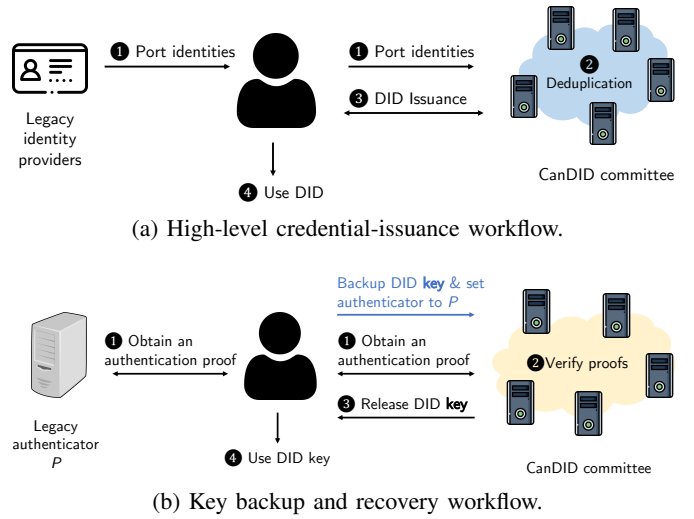 ❶ Port identities
❶ Port identities
❷
Deduplication
❸ DID Issuance
Legacy
identity
providers
❹ Use DID
CanDID committee
(a) High-level credential-issuance workflow.
Backup DID key & set
authenticator to P
❶ Obtain an
authentication proof
❶ Obtain an
authentication proof
❷Verify proofs
❸ Release DID key
Legacy
authenticator
P
❹ Use DID key
CanDID committee
(b) Key backup and recovery workflow.